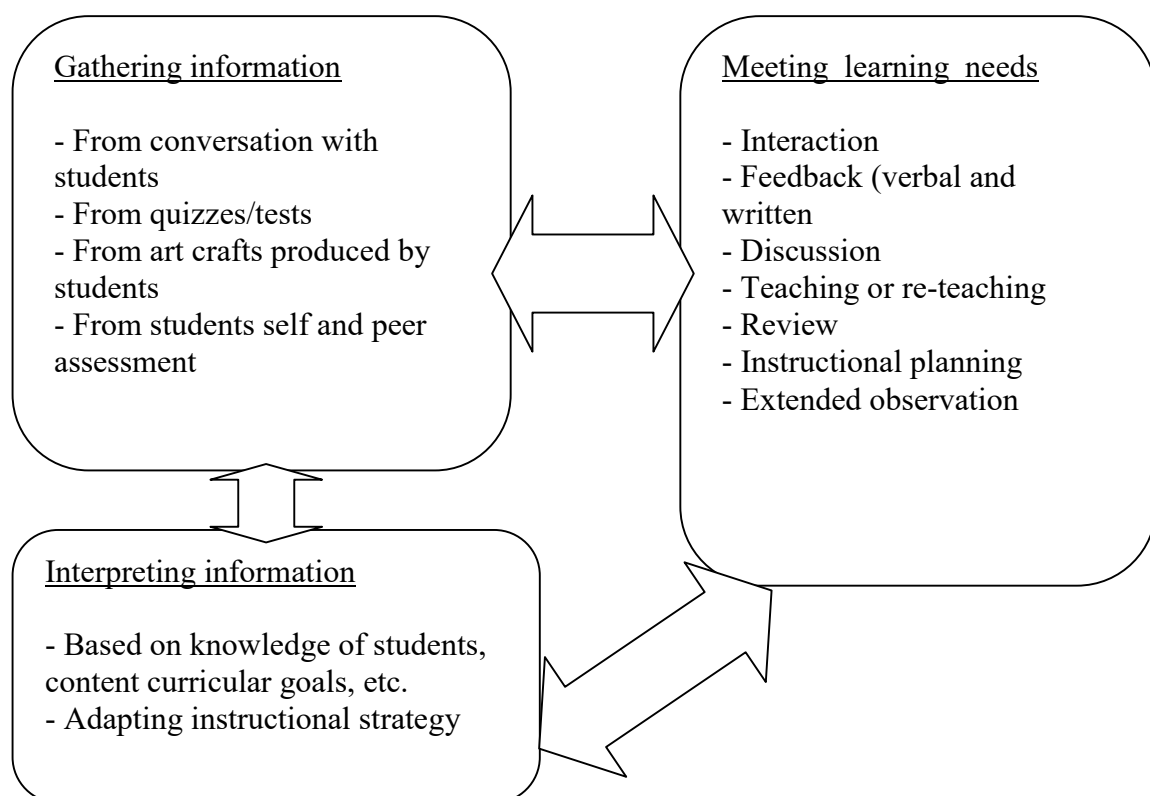 Gathering information
- From conversation with
students
- From quizzes/tests
- From art crafts produced by
students
- From students self and peer
assessment
Meeting learning needs
- Interaction
- Feedback (verbal and
written
- Discussion
- Teaching or re-teaching
- Review
- Instructional planning
- Extended observation
Interpreting information
- Based on knowledge of students,
content curricular goals, etc.
- Adapting instructional strategy